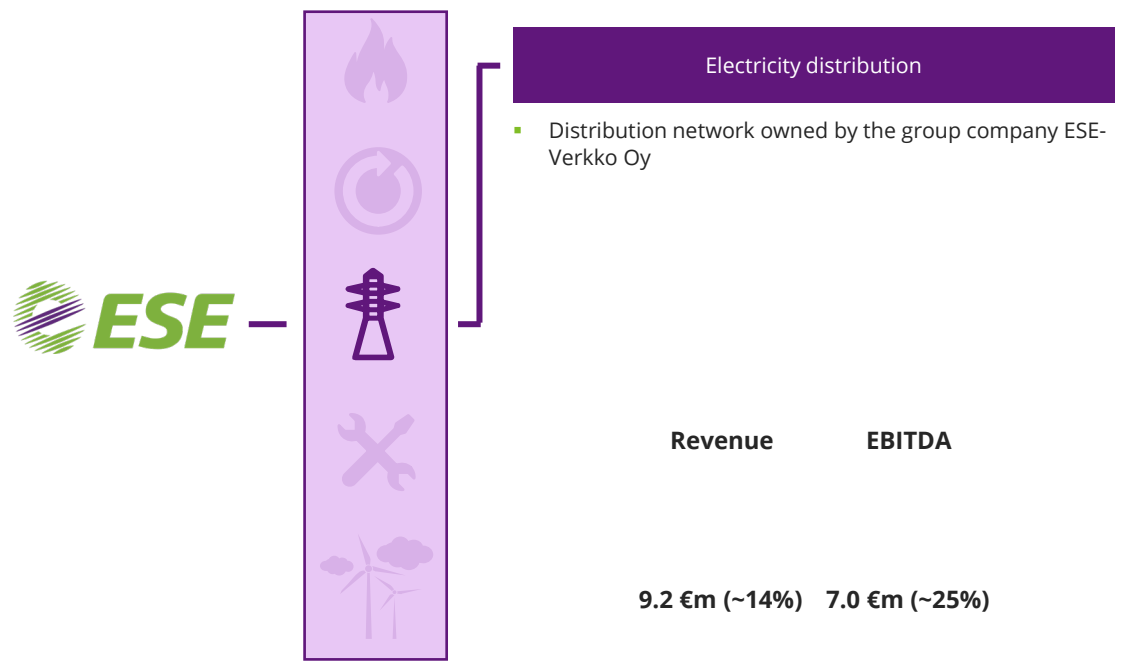 Electricity distribution
▪ Distribution network owned by the group company ESE-
Verkko Oy
ESE
Revenue EBITDA
9.2 €m (~14%) 7.0 €m (~25%)